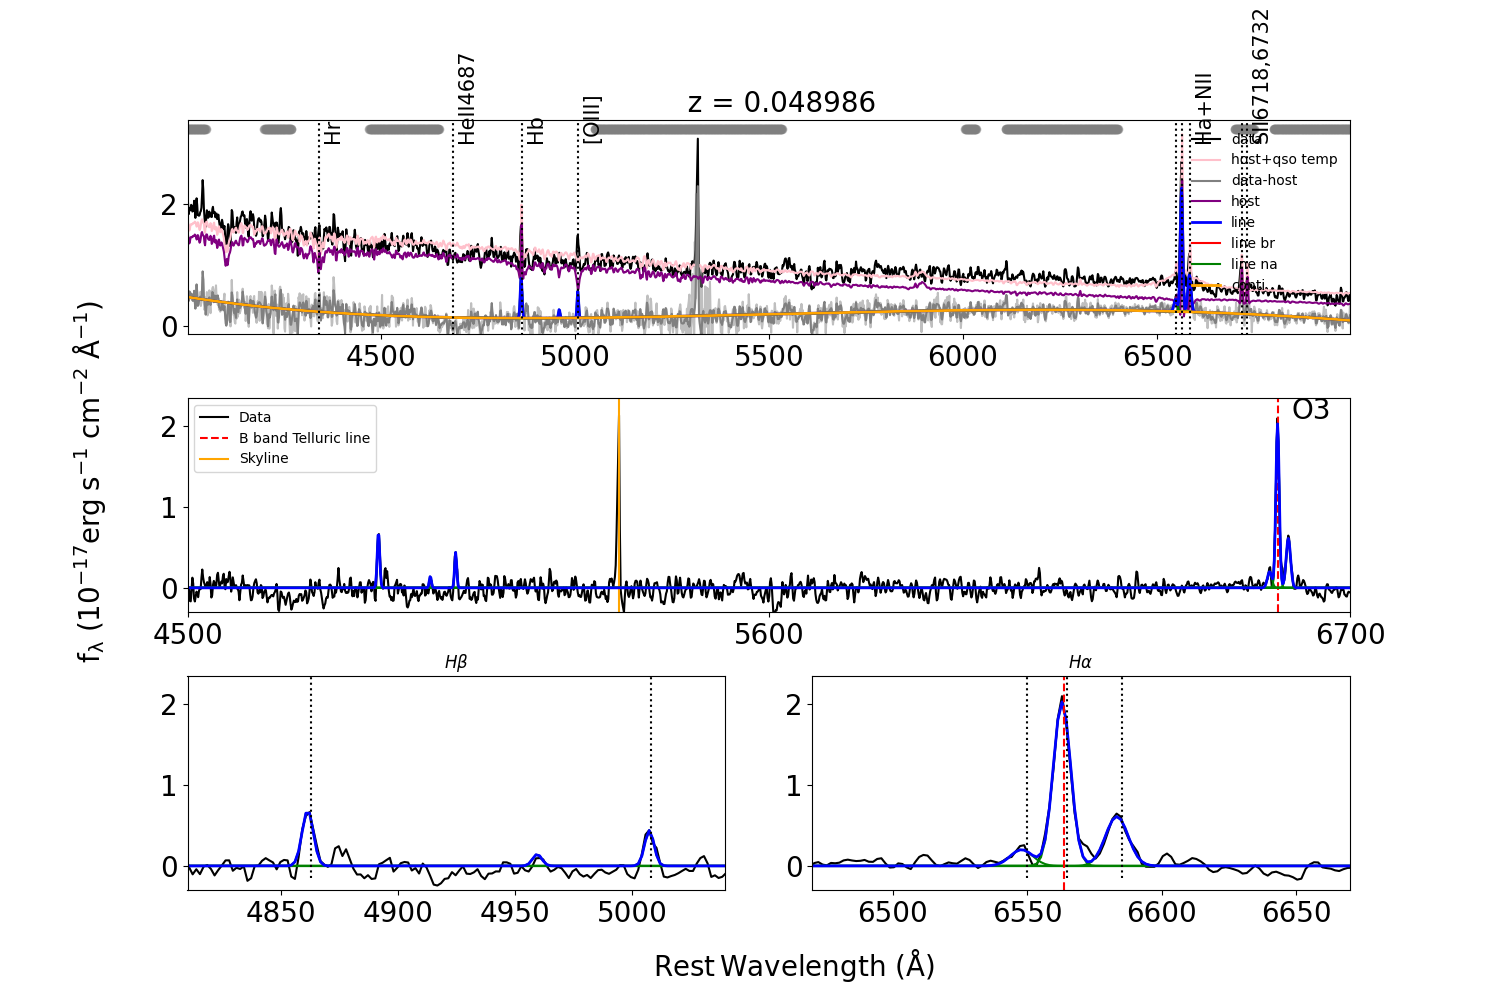 z = 0.048986
Hr
HeII4687
Hb
[OIII]
Ha+NII
SII6718,6732
data
host+qso temp
data-host
host
line
line br
line na
conti
2
0
4500 5000 5500 6000 6500
f_λ (10^{-17}erg s^{-1} cm^{-2} Å^{-1})
Data
B band Telluric line
Skyline
O3
2
1
0
4500 5600 6700
Hβ
2
1
0
4850 4900 4950 5000
Hα
2
1
0
6500 6550 6600 6650
Rest Wavelength (Å)